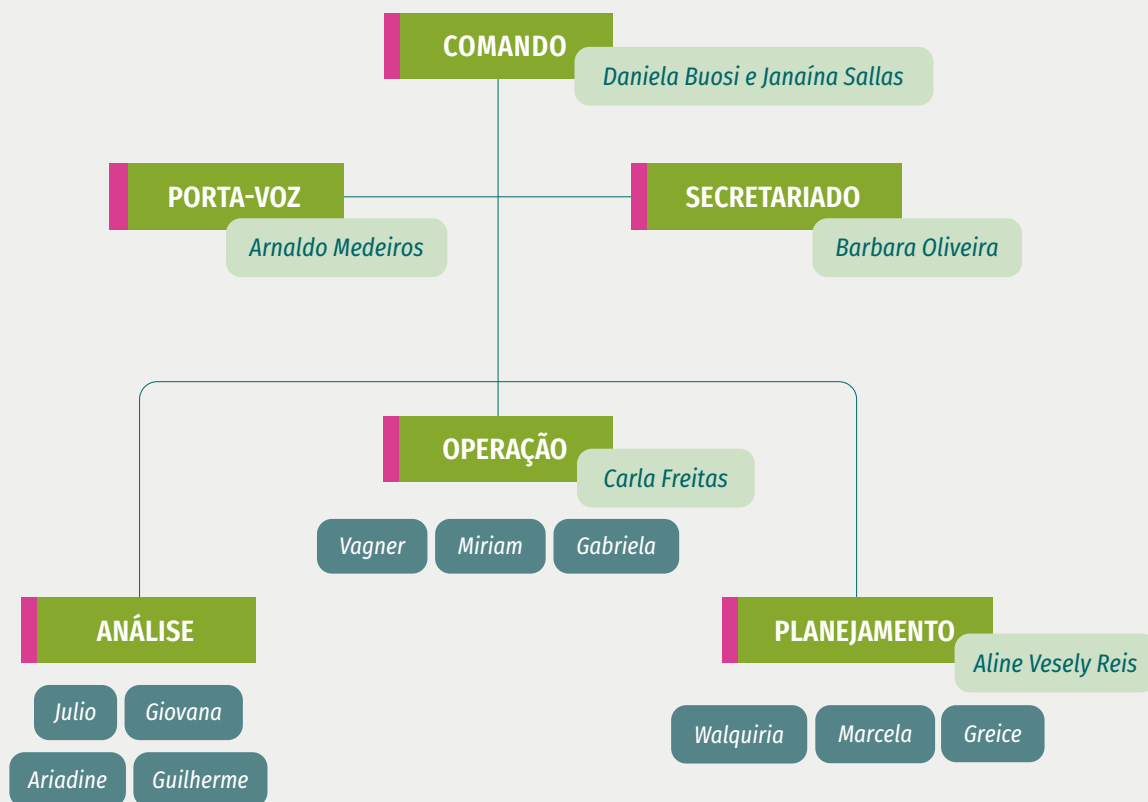 COMANDO
Daniela Buosi e Janaína Sallas
PORTA-VOZ
Arnaldo Medeiros
SECRETARIADO
Barbara Oliveira
OPERAÇÃO
Carla Freitas
Vagner
Miriam
Gabriela
ANÁLISE
Julio
Giovana
Ariadine
Guilherme
PLANEJAMENTO
Aline Vesely Reis
Walquiria
Marcela
Greice